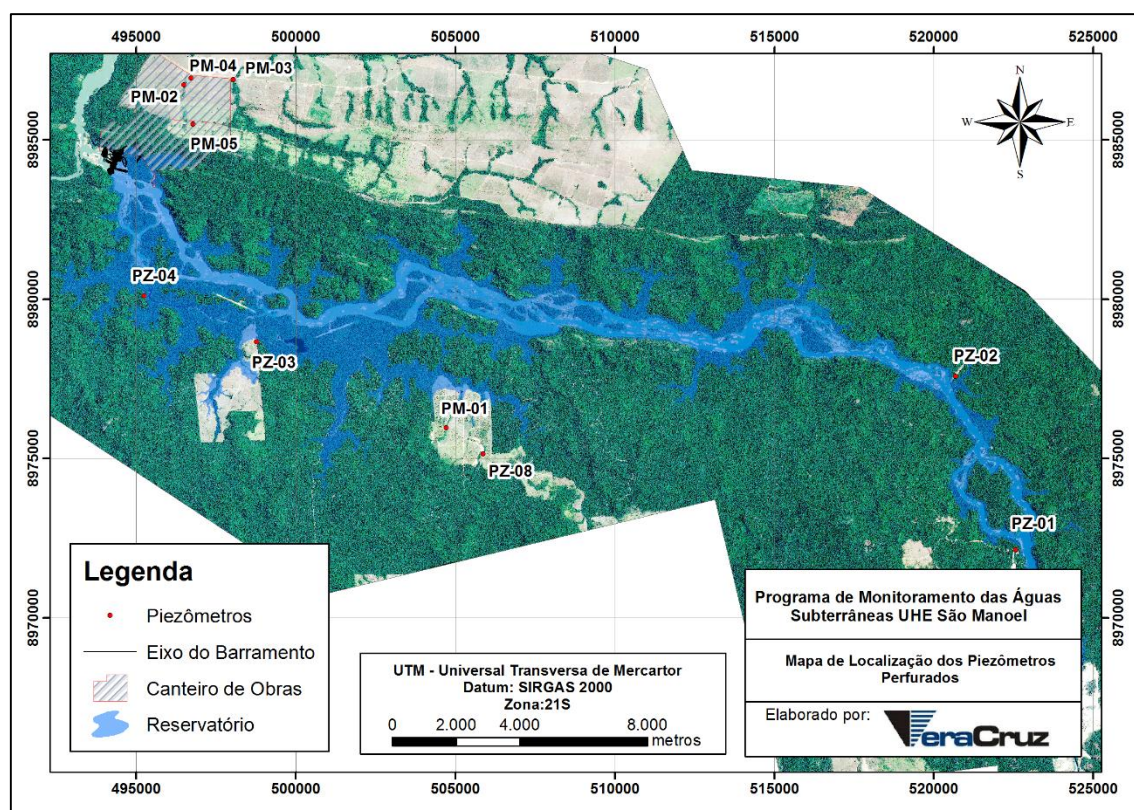 495000 500000 505000 510000 515000 520000 525000
PM-04
PM-03
PM-02
PM-05
N
W
E
S
8985000
8985000
PZ-04
8980000
8980000
PZ-03
PZ-02
PM-01
8975000
8975000
PZ-08
PZ-01
8970000
8970000
Legenda
Piezômetros
Eixo do Barramento
Canteiro de Obras
Reservatório
UTM - Universal Transversa de Mercartor
Datum: SIRGAS 2000
Zona:21S
0 2.000 4.000 8.000
metros
Programa de Monitoramento das Águas
Subterrâneas UHE São Manoel
Mapa de Localização dos Piezômetros
Perfurados
Elaborado por:
VeraCruz
495000 500000 505000 510000 515000 520000 525000